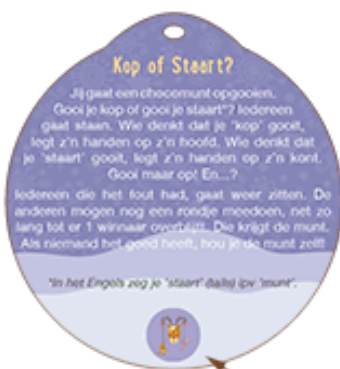 Kop of Staart?
Jij gaat een chocomunt opgooien.
Gooi je kop of gooi je staart*? Iedereen
gaat staan. Wie denkt dat je 'kop' gooit,
legt z'n handen op z'n hoofd. Wie denkt dat
je 'staart' gooit, legt z'n handen op z'n kont.
Gooi maar op! En...?
Iedereen die het fout had, gaat weer zitten. De
anderen mogen nog een rondje meedoen, net zo
lang tot er 1 winnaar overblijft. Die krijgt de munt.
Als niemand het goed heeft, hou je de munt zelf!
*In het Engels zeg je 'staart' (tails) ipv 'munt'.